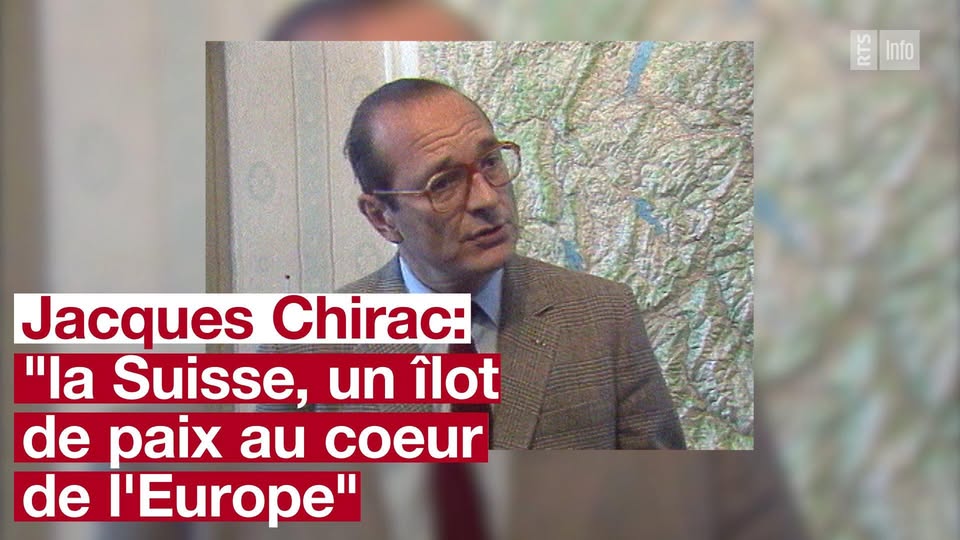 RTS Info
Jacques Chirac:
"la Suisse, un îlot
de paix au coeur
de l'Europe"